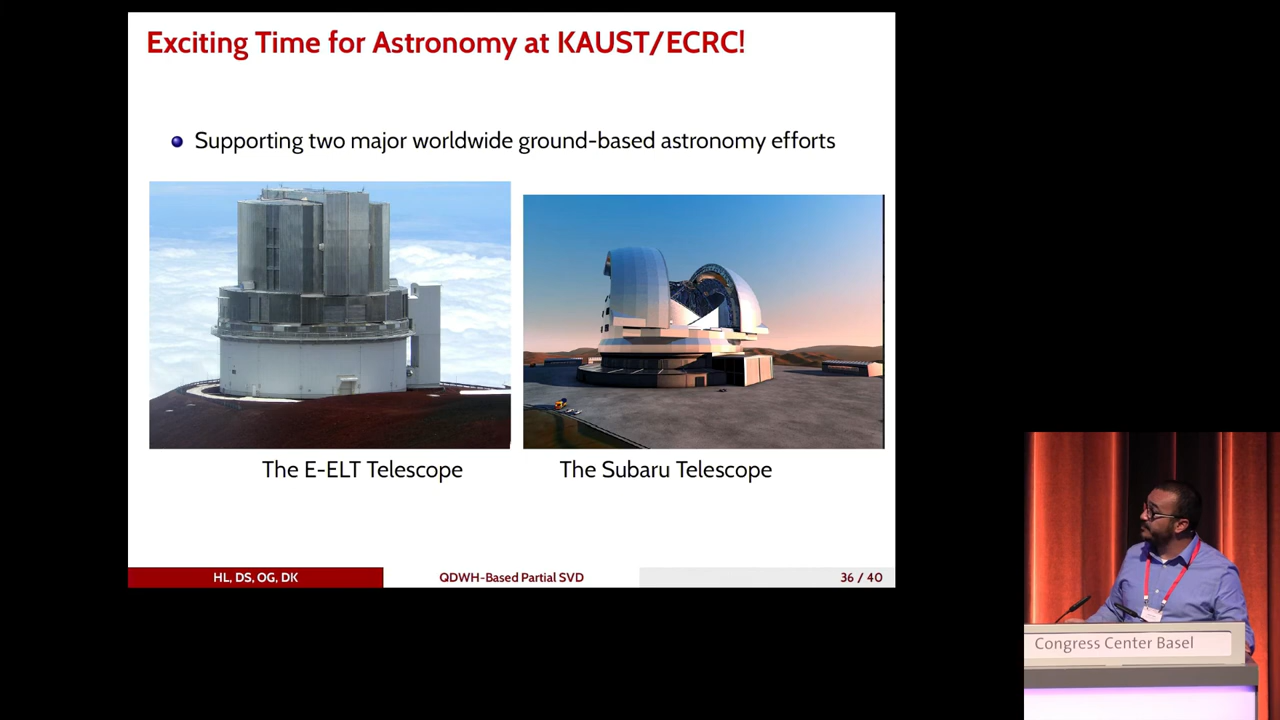 Exciting Time for Astronomy at KAUST/ECRC!
Supporting two major worldwide ground-based astronomy efforts
The E-ELT Telescope
The Subaru Telescope
HL, DS, OG, DK
QDWH-Based Partial SVD
36 / 40
Congress Center Basel